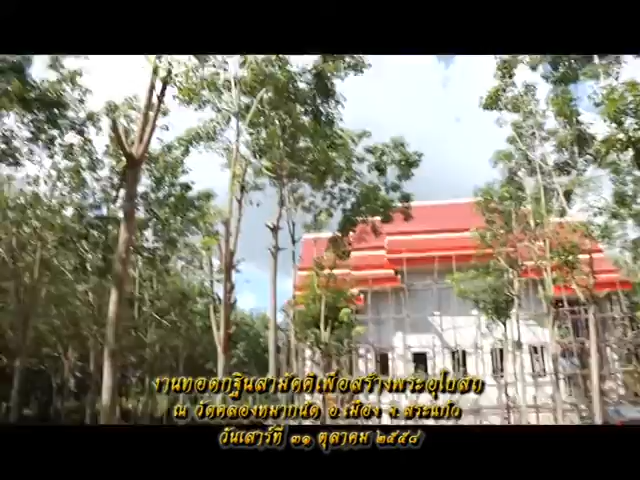 งานทอดกฐินสามัคคีเพื่อสร้างพระอุโบสถ
ณ วัดคลองหมากนัด อ.เมือง จ.สระแก้ว
วันเสาร์ที่ ๓๑ ตุลาคม ๒๕๕๘